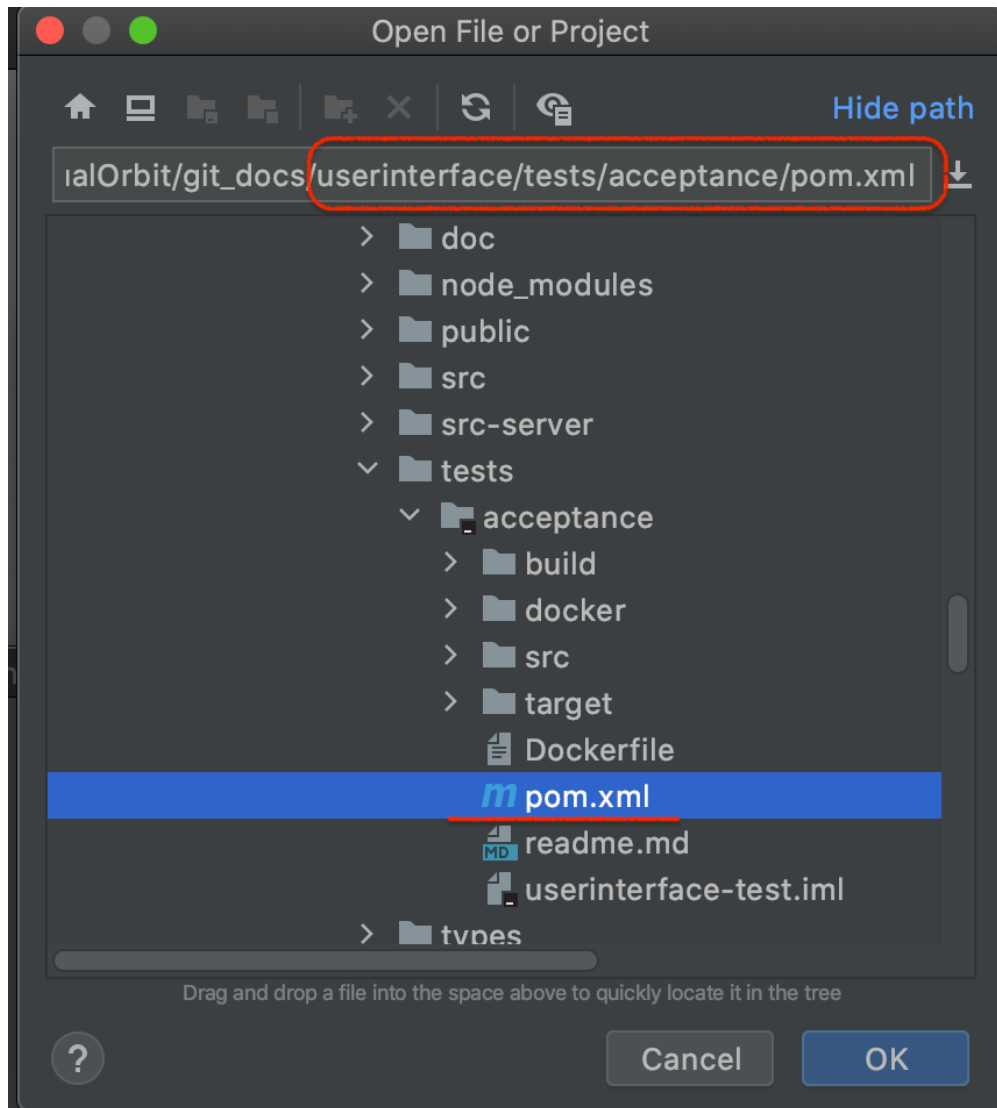 Open File or Project
Hide path
ialOrbit/git_docs/userinterface/tests/acceptance/pom.xml
doc
node_modules
public
src
src-server
tests
acceptance
build
docker
src
target
Dockerfile
m pom.xml
MD readme.md
userinterface-test.iml
types
Drag and drop a file into the space above to quickly locate it in the tree
? Cancel OK